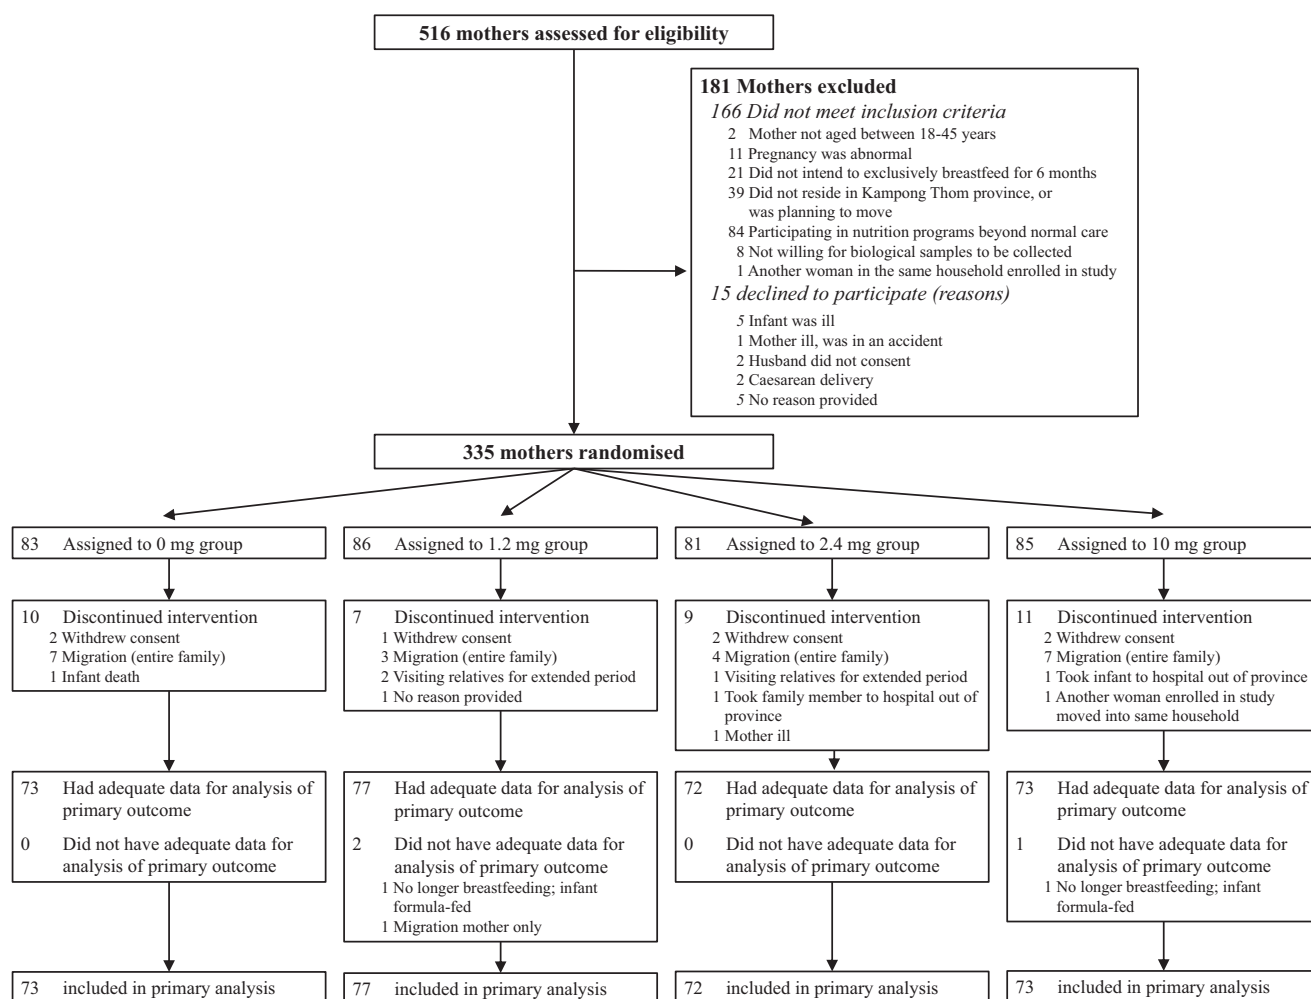 516 mothers assessed for eligibility
181 Mothers excluded
166 Did not meet inclusion criteria
2 Mother not aged between 18-45 years
11 Pregnancy was abnormal
21 Did not intend to exclusively breastfeed for 6 months
39 Did not reside in Kampong Thom province, or
was planning to move
84 Participating in nutrition programs beyond normal care
8 Not willing for biological samples to be collected
1 Another woman in the same household enrolled in study
15 declined to participate (reasons)
5 Infant was ill
1 Mother ill, was in an accident
2 Husband did not consent
2 Caesarean delivery
5 No reason provided
335 mothers randomised
83 Assigned to 0 mg group
86 Assigned to 1.2 mg group
81 Assigned to 2.4 mg group
85 Assigned to 10 mg group
10 Discontinued intervention
2 Withdrew consent
7 Migration (entire family)
1 Infant death
7 Discontinued intervention
1 Withdrew consent
3 Migration (entire family)
2 Visiting relatives for extended period
1 No reason provided
9 Discontinued intervention
2 Withdrew consent
4 Migration (entire family)
1 Visiting relatives for extended period
1 Took family member to hospital out of
province
1 Mother ill
11 Discontinued intervention
2 Withdrew consent
7 Migration (entire family)
1 Took infant to hospital out of province
1 Another woman enrolled in study
moved into same household
73 Had adequate data for analysis of
primary outcome
0 Did not have adequate data for
analysis of primary outcome
77 Had adequate data for analysis of
primary outcome
2 Did not have adequate data for
analysis of primary outcome
1 No longer breastfeeding; infant
formula-fed
1 Migration mother only
72 Had adequate data for analysis of
primary outcome
0 Did not have adequate data for
analysis of primary outcome
73 Had adequate data for analysis of
primary outcome
1 Did not have adequate data for
analysis of primary outcome
1 No longer breastfeeding; infant
formula-fed
73 included in primary analysis
77 included in primary analysis
72 included in primary analysis
73 included in primary analysis